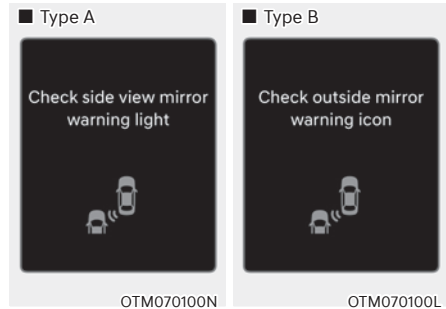 ■ Type A
Check side view mirror
warning light
OTM070100N
■ Type B
Check outside mirror
warning icon
OTM070100L